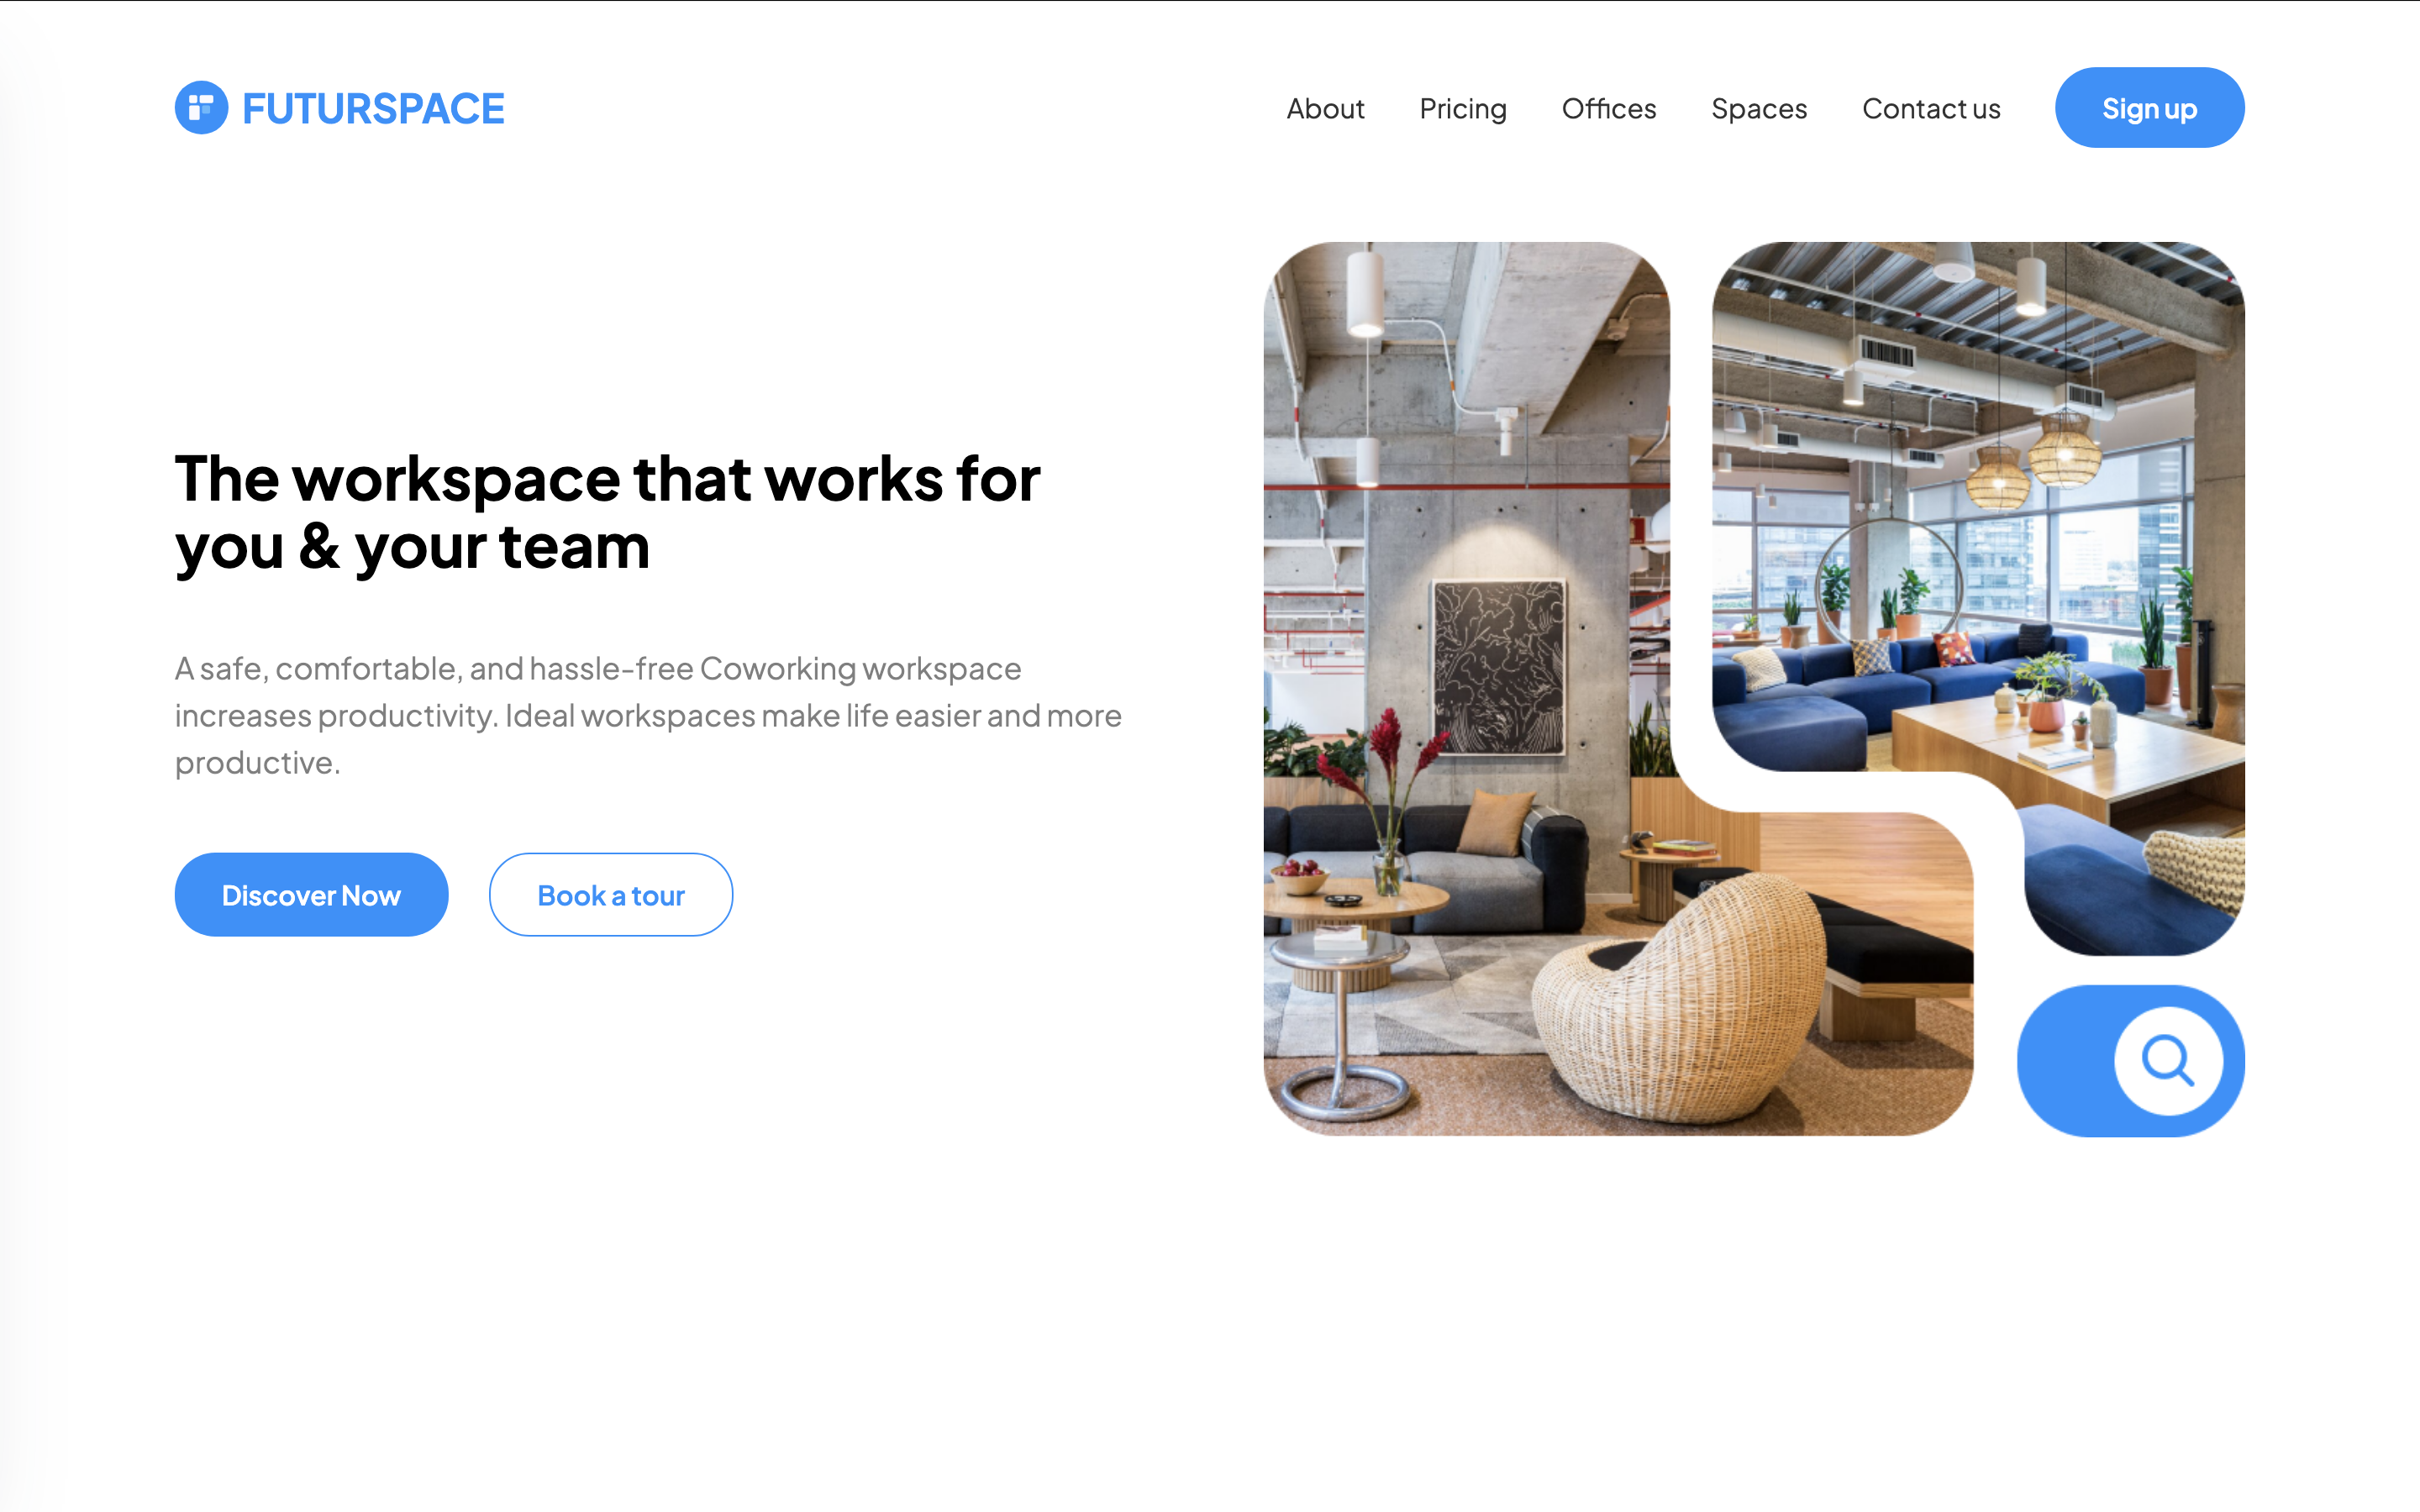 FUTURSPACE
About
Pricing
Offices
Spaces
Contact us
Sign up
The workspace that works for
you & your team
A safe, comfortable, and hassle-free Coworking workspace
increases productivity. Ideal workspaces make life easier and more
productive.
Discover Now
Book a tour